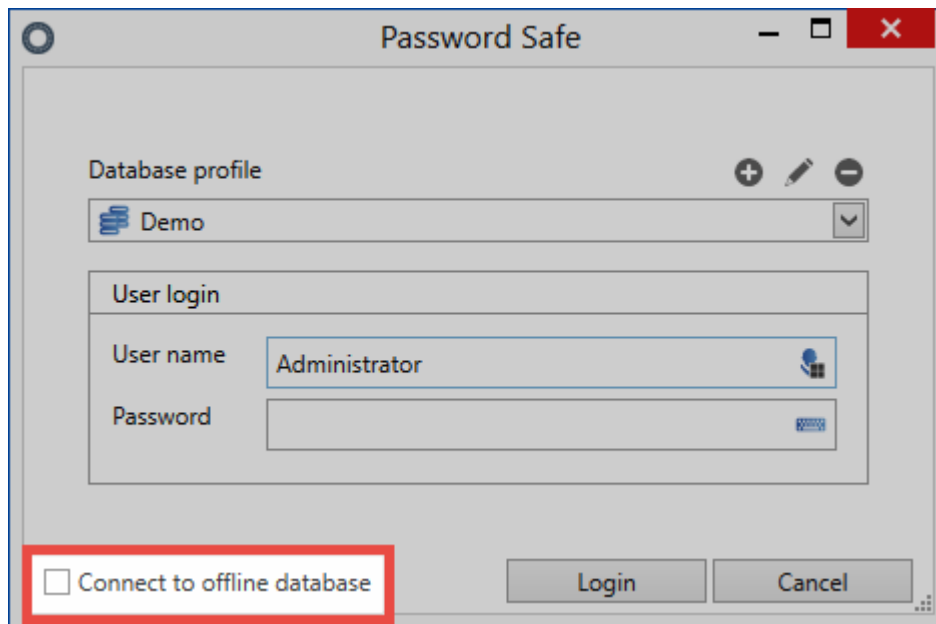 Password Safe
Database profile
Demo
User login
User name
Administrator
Password
Connect to offline database
Login
Cancel